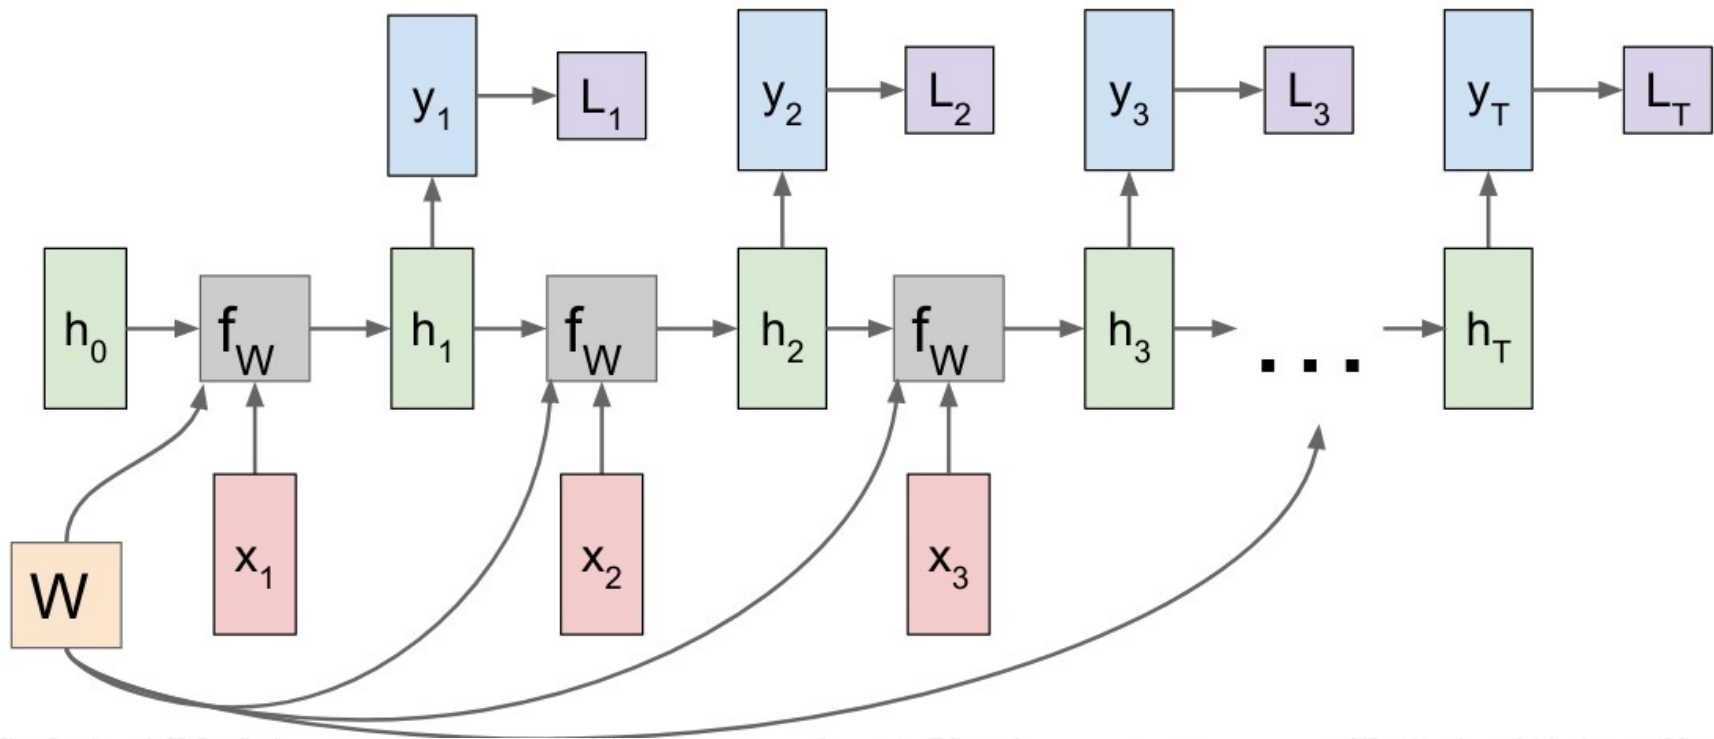 y1 L1 y2 L2 y3 L3 yT LT
h0 fW h1 fW h2 fW h3 ... hT
W x1 x2 x3